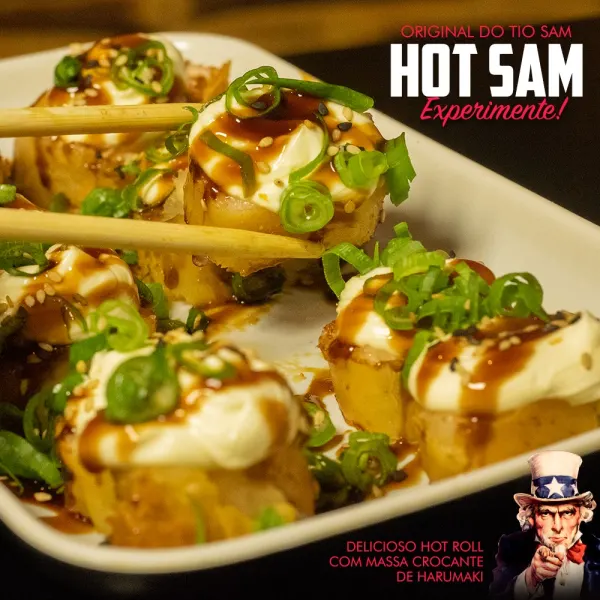 ORIGINAL DO TIO SAM
HOT SAM
Experimente!
DELICIOSO HOT ROLL
COM MASSA CROCANTE
DE HARUMAKI